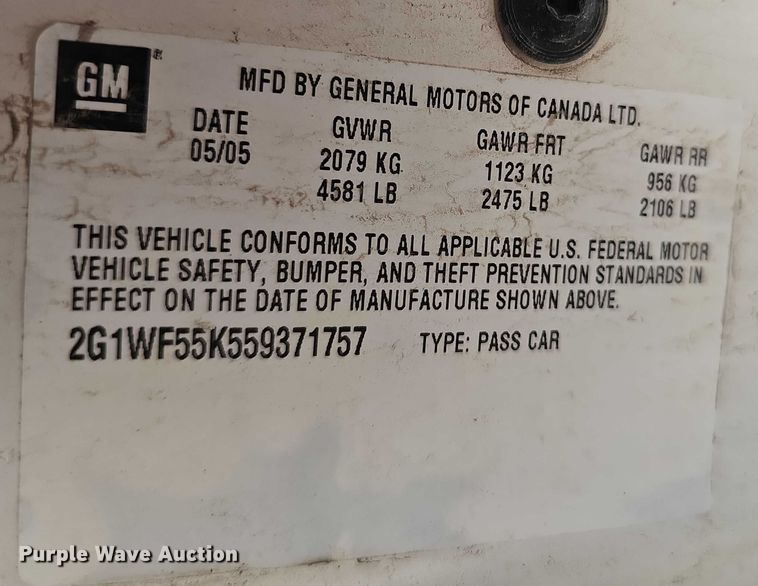 GM ®
MFD BY GENERAL MOTORS OF CANADA LTD.
DATE GVWR GAWR FRT GAWR RR
05/05 2079 KG 1123 KG 956 KG
4581 LB 2475 LB 2106 LB
THIS VEHICLE CONFORMS TO ALL APPLICABLE U.S. FEDERAL MOTOR
VEHICLE SAFETY, BUMPER, AND THEFT PREVENTION STANDARDS IN
EFFECT ON THE DATE OF MANUFACTURE SHOWN ABOVE.
2G1WF55K559371757 TYPE: PASS CAR
Purple Wave Auction